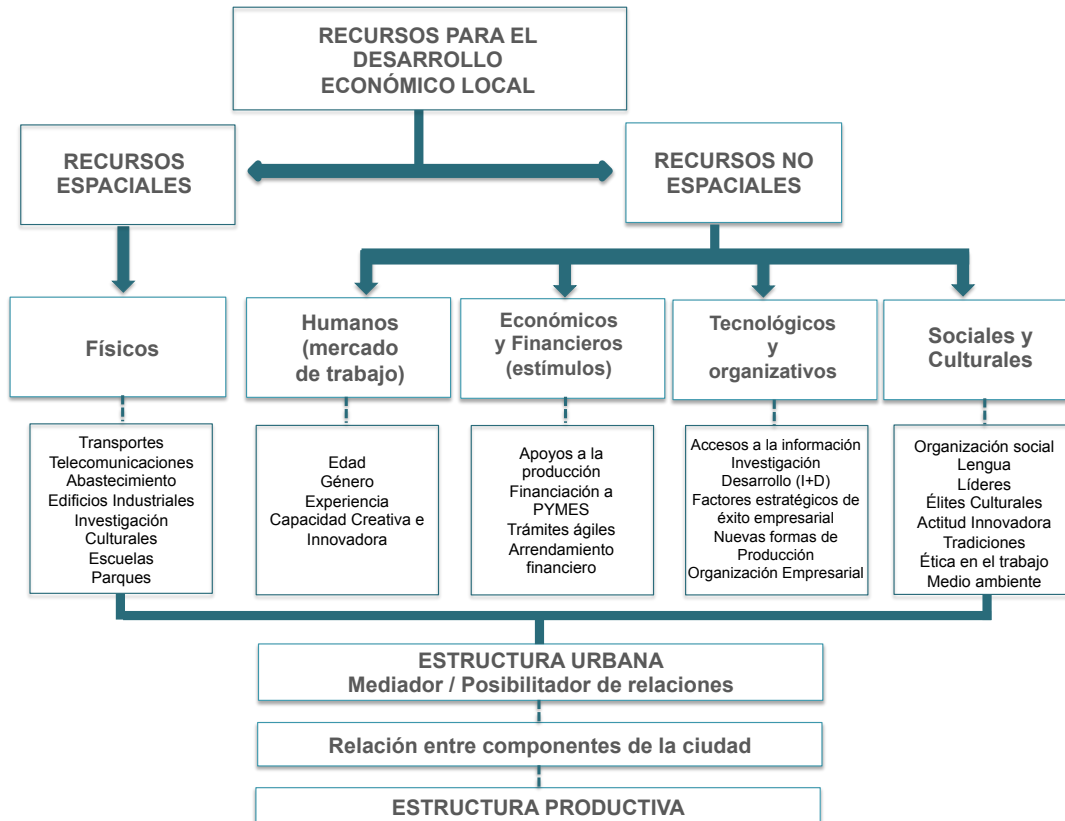 RECURSOS PARA EL
DESARROLLO
ECONÓMICO LOCAL
RECURSOS
ESPACIALES
RECURSOS NO
ESPACIALES
Físicos
Humanos
(mercado
de trabajo)
Económicos
y Financieros
(estímulos)
Tecnológicos
y
organizativos
Sociales y
Culturales
Transportes
Telecomunicaciones
Abastecimiento
Edificios Industriales
Investigación
Culturales
Escuelas
Parques
Edad
Género
Experiencia
Capacidad Creativa e
Innovadora
Apoyos a la
producción
Financiación a
PYMES
Trámites ágiles
Arrendamiento
financiero
Accesos a la información
Investigación
Desarrollo (I+D)
Factores estratégicos de
éxito empresarial
Nuevas formas de
Producción
Organización Empresarial
Organización social
Lengua
Líderes
Élites Culturales
Actitud Innovadora
Tradiciones
Ética en el trabajo
Medio ambiente
ESTRUCTURA URBANA
Mediador / Posibilitador de relaciones
Relación entre componentes de la ciudad
ESTRUCTURA PRODUCTIVA